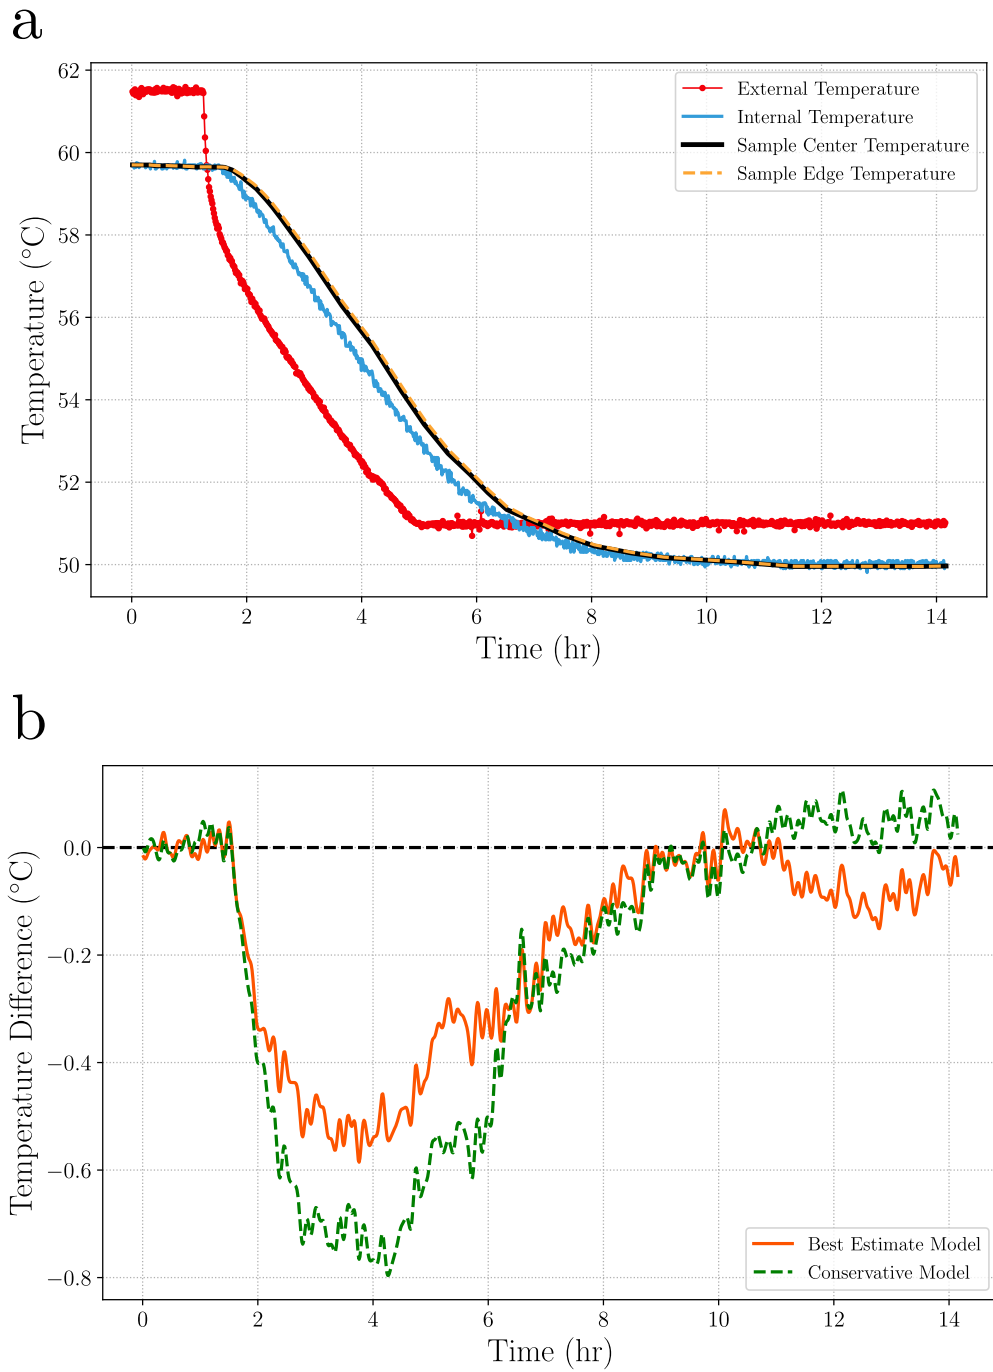 a
62
60
58
56
54
52
50
Temperature (°C)
External Temperature
Internal Temperature
Sample Center Temperature
Sample Edge Temperature
0 2 4 6 8 10 12 14
Time (hr)
b
0.0
−0.2
−0.4
−0.6
−0.8
Temperature Difference (°C)
Best Estimate Model
Conservative Model
0 2 4 6 8 10 12 14
Time (hr)